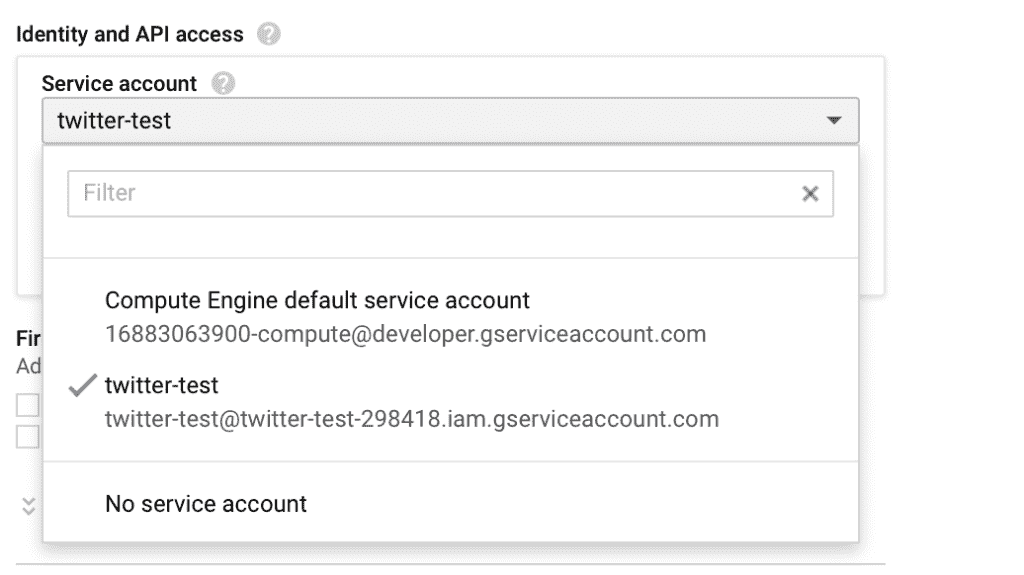 Identity and API access ?
Service account ?
twitter-test
Filter
Compute Engine default service account
16883063900-compute@developer.gserviceaccount.com
Fir
Ad
twitter-test
twitter-test@twitter-test-298418.iam.gserviceaccount.com
No service account